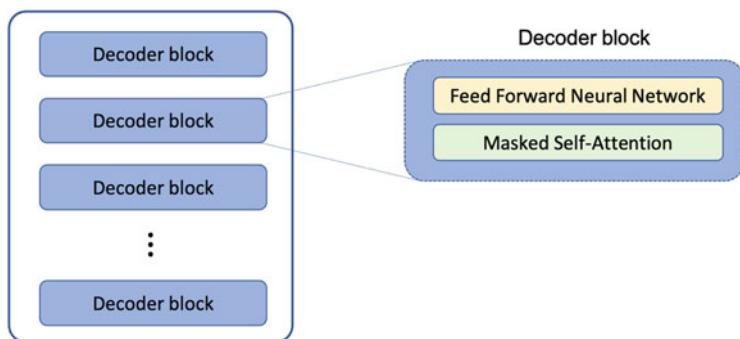 Decoder block
Decoder block
Decoder block
Decoder block
Decoder block
Feed Forward Neural Network
Masked Self-Attention